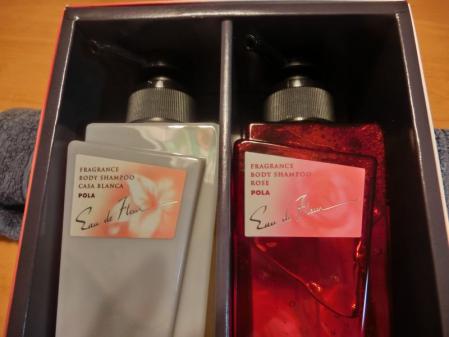 FRAGRANCE
BODY SHAMPOO
CASA BLANCA
POLA
Eau de Fleur
FRAGRANCE
BODY SHAMPOO
ROSE
POLA
Eau de Fleur